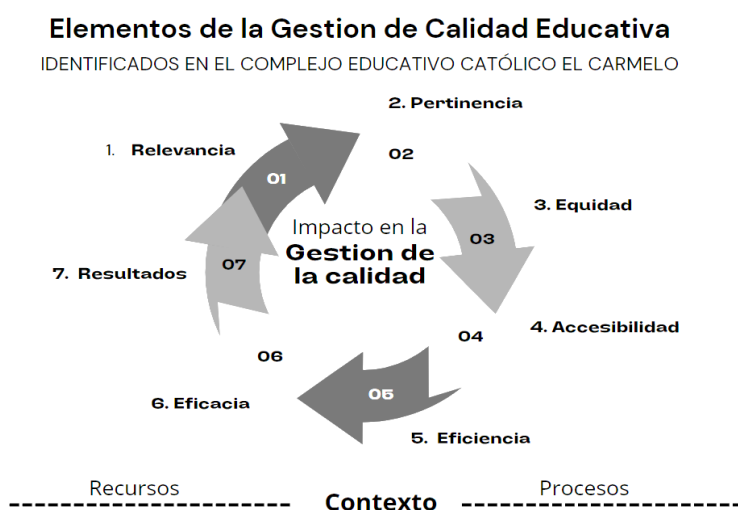 Elementos de la Gestion de Calidad Educativa
IDENTIFICADOS EN EL COMPLEJO EDUCATIVO CATÓLICO EL CARMELO
2. Pertinencia
1. Relevancia
02
01
3. Equidad
Impacto en la
03
Gestion de
la calidad
07
7. Resultados
4. Accesibilidad
04
06
05
6. Eficacia
5. Eficiencia
Recursos
Procesos
Contexto